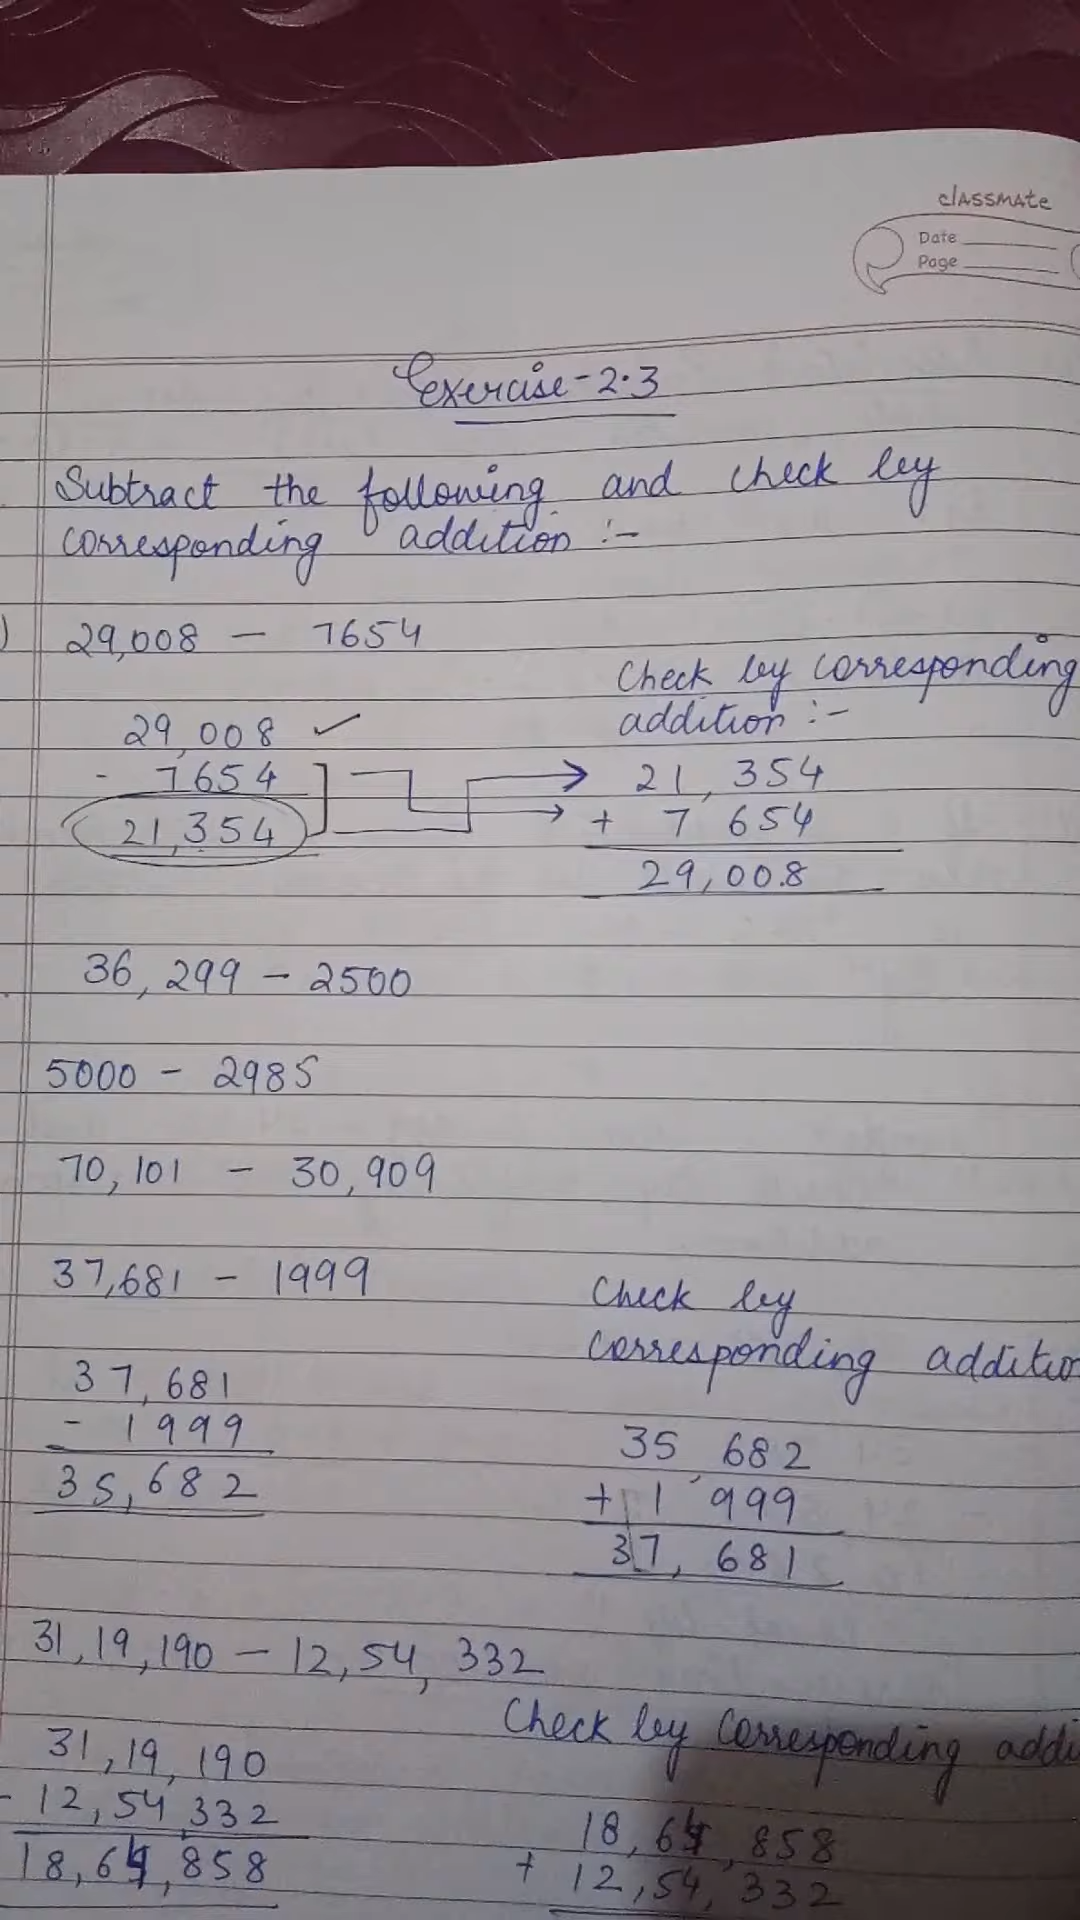 classmate
Date
Page
Exercise-2.3
Subtract the following and check by
corresponding addition :-
) 29,008 - 7654
Check by corresponding
addition :-
29,008 ✓
- 7654
21,354
21,354
+ 7 654
29,00.8
36,299 - 2500
5000 - 2985
70,101 - 30,909
37,681 - 1999
Check by
corresponding additio
37,681
- 1999
35,682
35,682
+ 1 999
37,681
31,19,190 - 12,54,332
Check by corresponding addi
31,19,190
- 12,54,332
18,64,858
18,64,858
+ 12,54,332